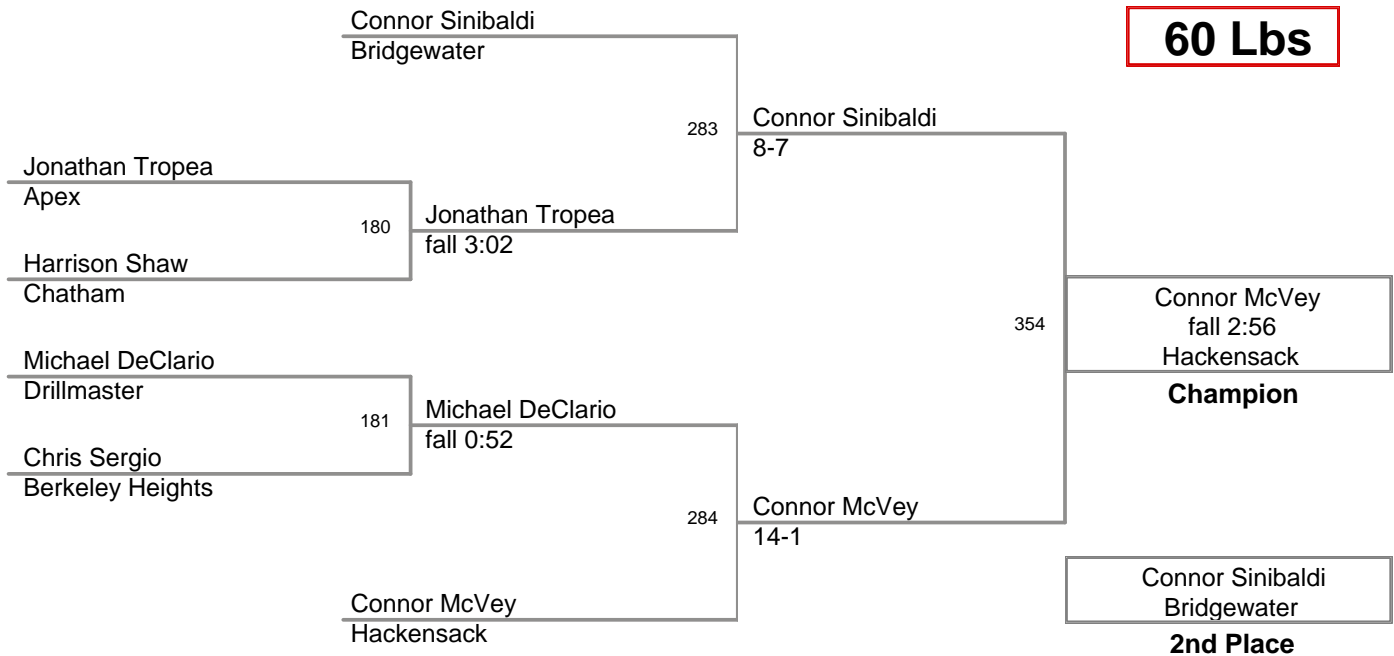 Connor Sinibaldi
Bridgewater
60 Lbs
283
Connor Sinibaldi
8-7
Jonathan Tropea
Apex
180
Jonathan Tropea
fall 3:02
Harrison Shaw
Chatham
354
Connor McVey
fall 2:56
Hackensack
Champion
Michael DeClario
Drillmaster
181
Michael DeClario
fall 0:52
Chris Sergio
Berkeley Heights
284
Connor McVey
14-1
Connor McVey
Hackensack
Connor Sinibaldi
Bridgewater
2nd Place